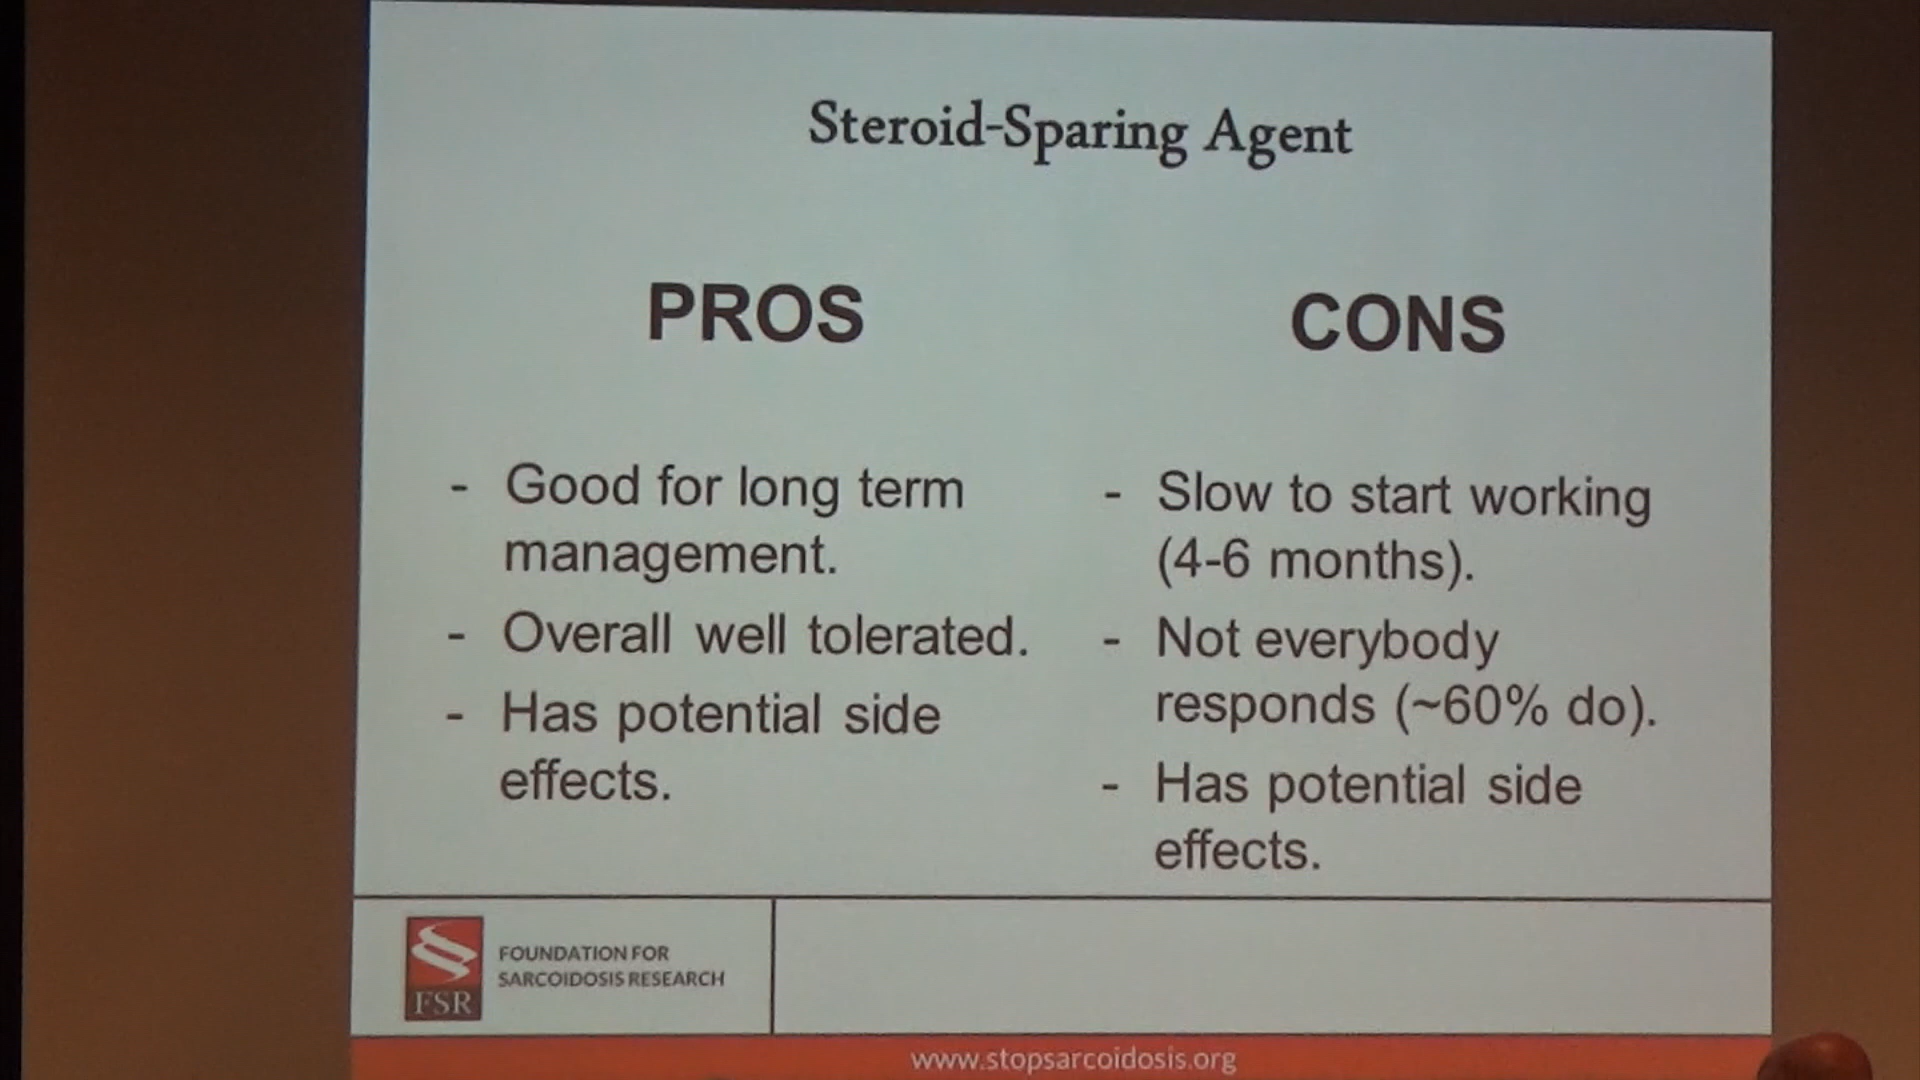 Steroid-Sparing Agent
PROS
- Good for long term
management.
- Overall well tolerated.
- Has potential side
effects.
CONS
- Slow to start working
(4-6 months).
- Not everybody
responds (~60% do).
- Has potential side
effects.
FSR
FOUNDATION FOR
SARCOIDOSIS RESEARCH
www.stopsarcoidosis.org